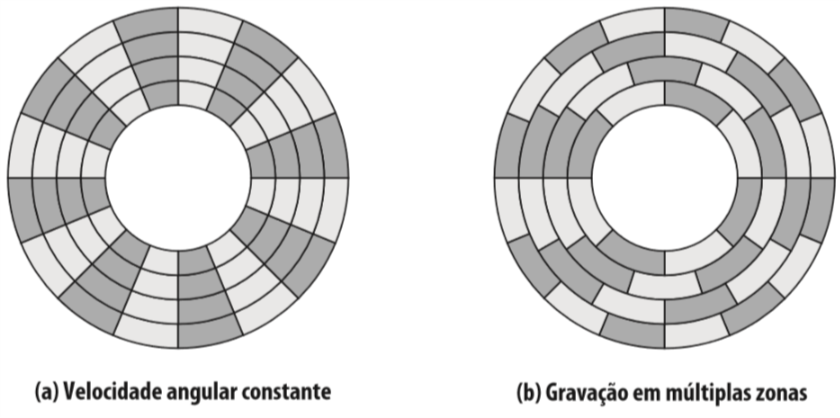 (a) Velocidade angular constante
(b) Gravação em múltiplas zonas